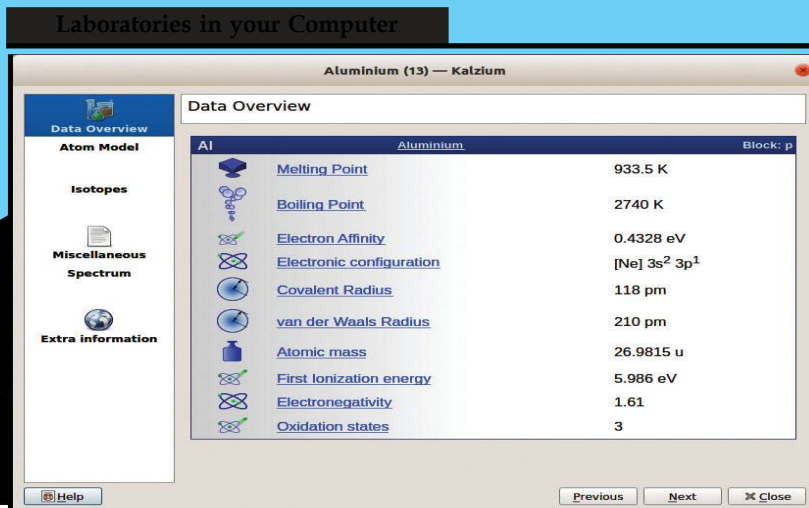 Laboratories in your Computer
Aluminium (13) — Kalzium
Data Overview
Atom Model
Isotopes
Miscellaneous
Spectrum
Extra information
Data Overview
Al Aluminium Block: p
Melting Point 933.5 K
Boiling Point 2740 K
Electron Affinity 0.4328 eV
Electronic configuration [Ne] 3s² 3p¹
Covalent Radius 118 pm
van der Waals Radius 210 pm
Atomic mass 26.9815 u
First Ionization energy 5.986 eV
Electronegativity 1.61
Oxidation states 3
Help Previous Next Close